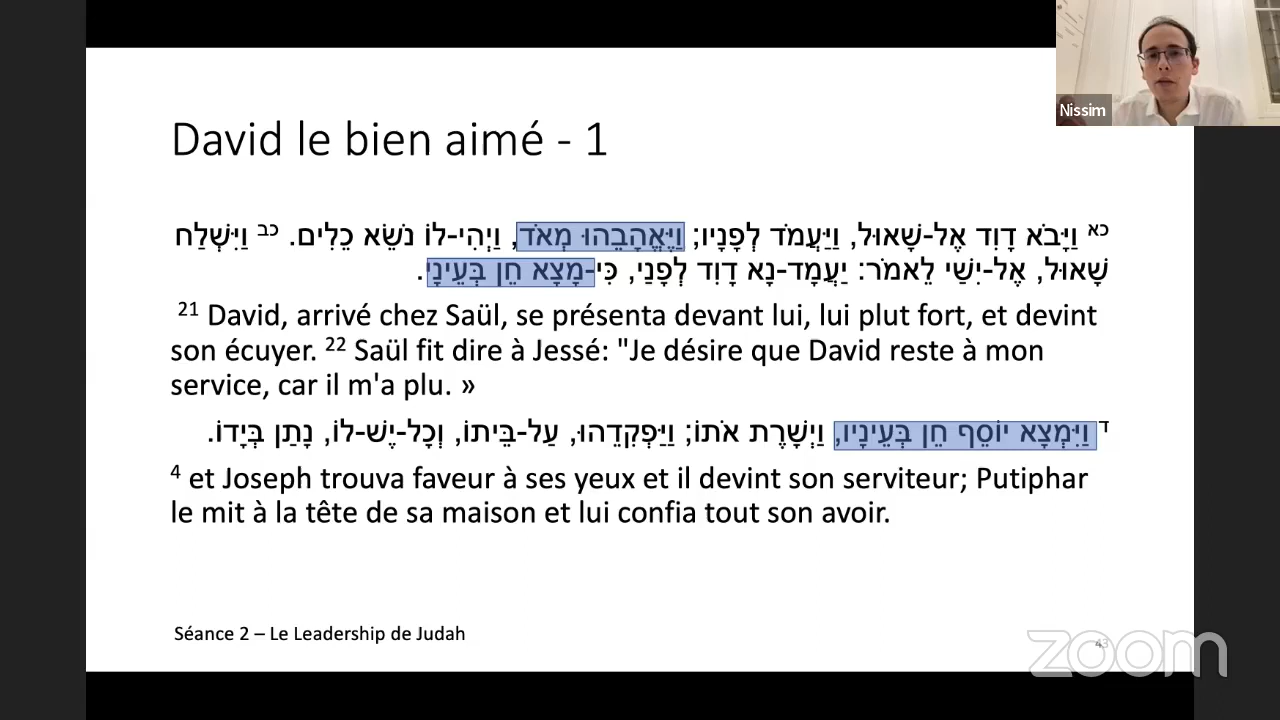 Nissim
David le bien aimé - 1
כא וַיָּבֹא דָוִד אֶל-שָׁאוּל, וַיַּעֲמֹד לְפָנָיו; וַיֶּאֱהָבֵהוּ מְאֹד, וַיְהִי-לוֹ נֹשֵׂא כֵלִים. כב וַיִּשְׁלַח
שָׁאוּל, אֶל-יִשַׁי לֵאמֹר: יַעֲמָד-נָא דָוִד לְפָנַי, כִּי-מָצָא חֵן בְּעֵינָי.
21 David, arrivé chez Saül, se présenta devant lui, lui plut fort, et devint
son écuyer. 22 Saül fit dire à Jessé: "Je désire que David reste à mon
service, car il m'a plu. »
ד וַיִּמְצָא יוֹסֵף חֵן בְּעֵינָיו, וַיְשָׁרֶת אֹתוֹ; וַיַּפְקִדֵהוּ, עַל-בֵּיתוֹ, וְכָל-יֶשׁ-לוֹ, נָתַן בְּיָדוֹ.
4 et Joseph trouva faveur à ses yeux et il devint son serviteur; Putiphar
le mit à la tête de sa maison et lui confia tout son avoir.
Séance 2 – Le Leadership de Judah
43
zoom